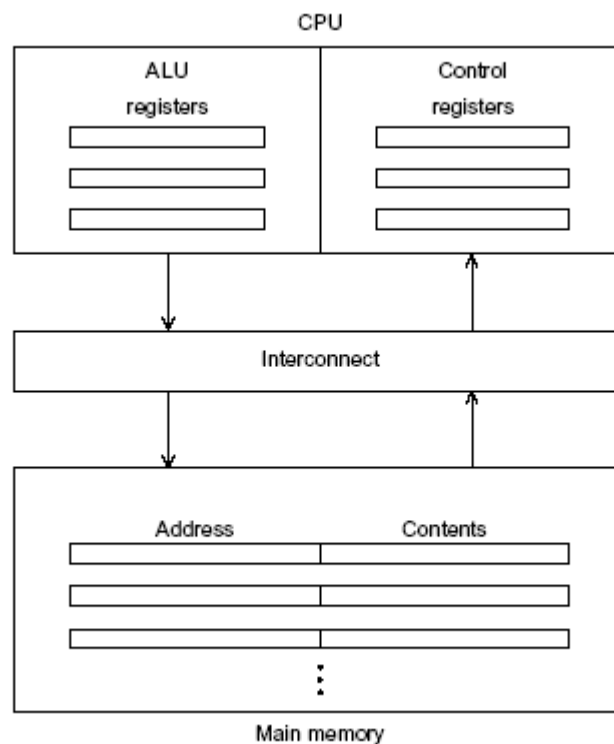 CPU
ALU
registers
Control
registers
Interconnect
Address
Contents
Main memory